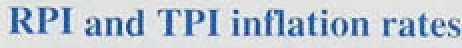 RPI and TPI inflation rates